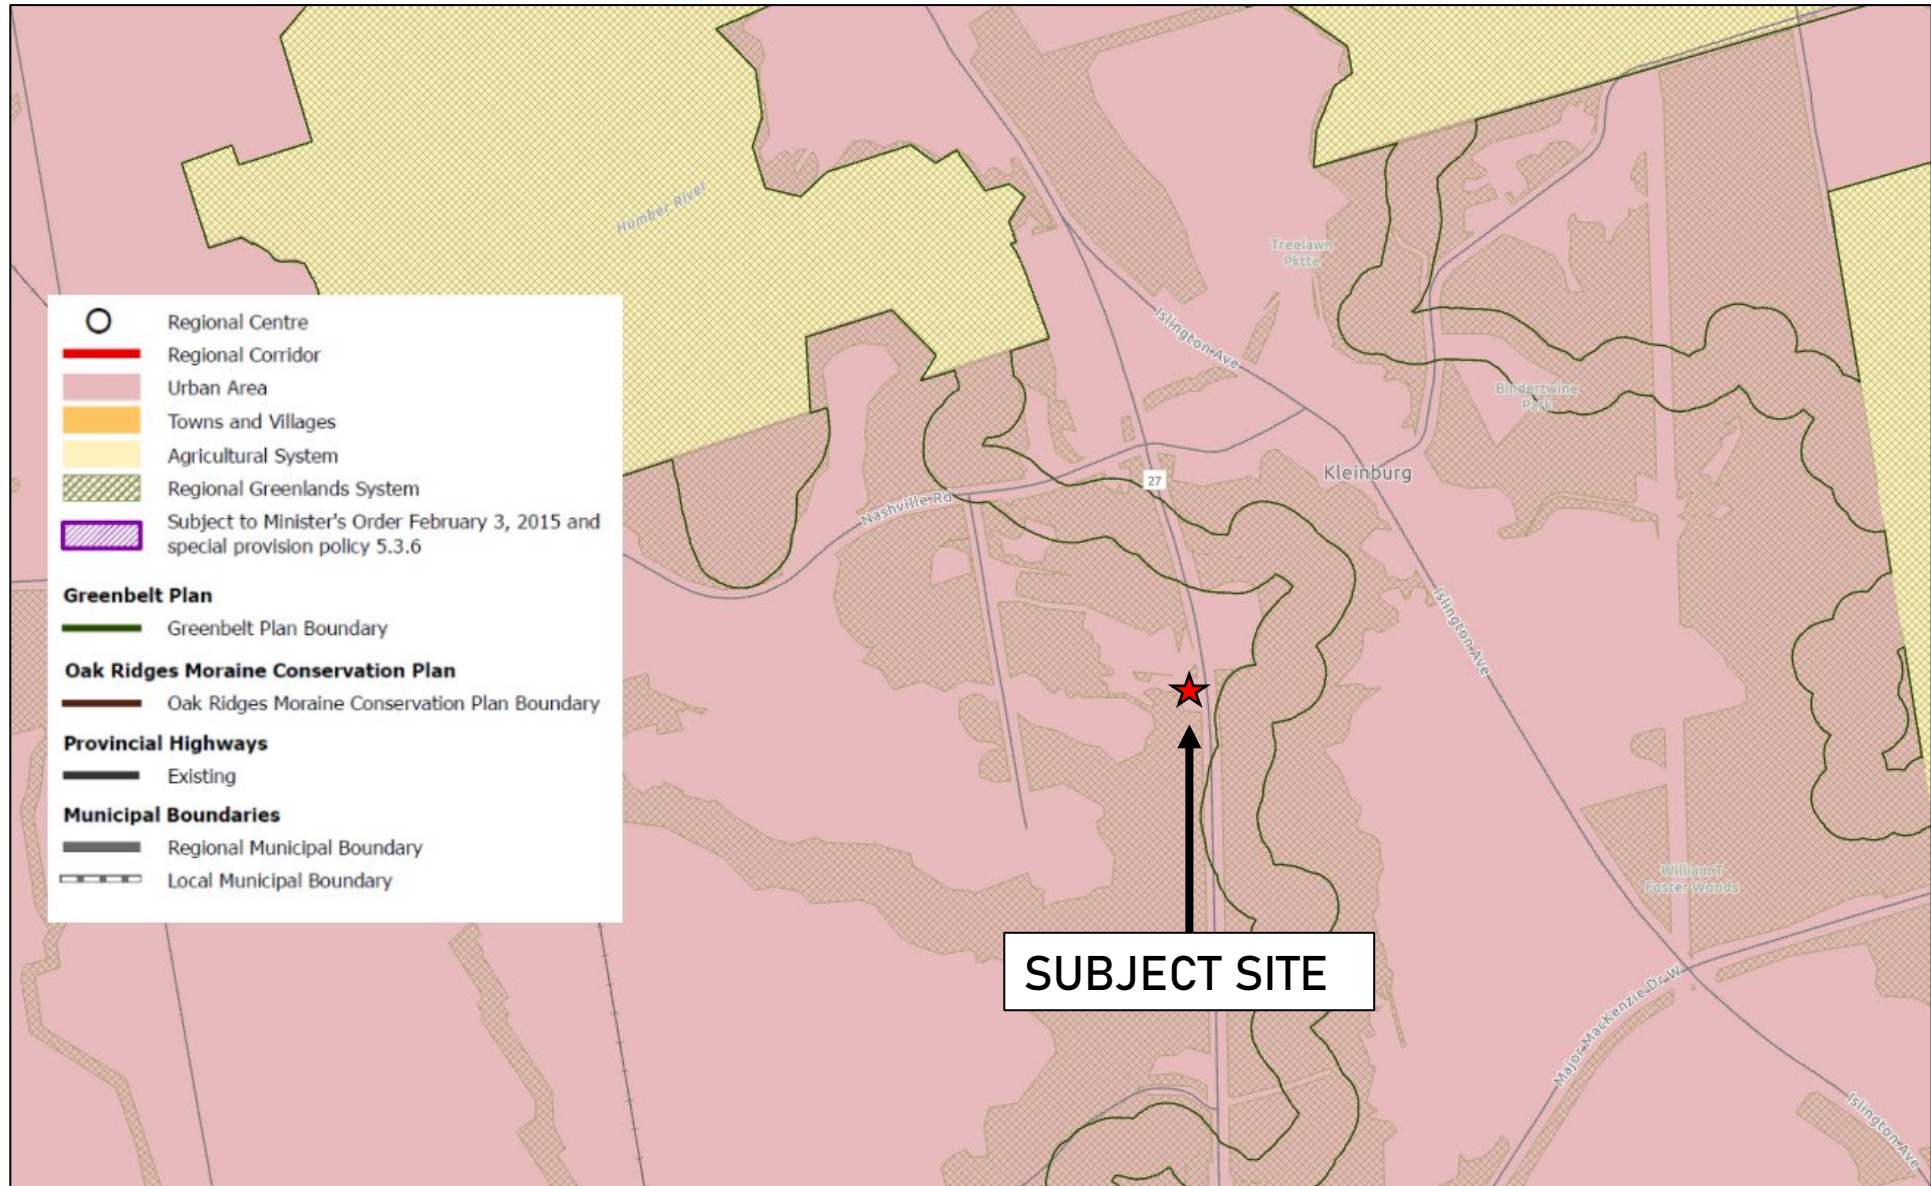 Humber River
Treelawn
Pktte
Islington Ave
Bindertwine
Park
Kleinburg
27
Nashville Rd
Islington Ave
William T
Foster Woods
Major MacKenzie Dr W
Islington Ave
SUBJECT SITE
Regional Centre
Regional Corridor
Urban Area
Towns and Villages
Agricultural System
Regional Greenlands System
Subject to Minister's Order February 3, 2015 and
special provision policy 5.3.6
Greenbelt Plan
Greenbelt Plan Boundary
Oak Ridges Moraine Conservation Plan
Oak Ridges Moraine Conservation Plan Boundary
Provincial Highways
Existing
Municipal Boundaries
Regional Municipal Boundary
Local Municipal Boundary